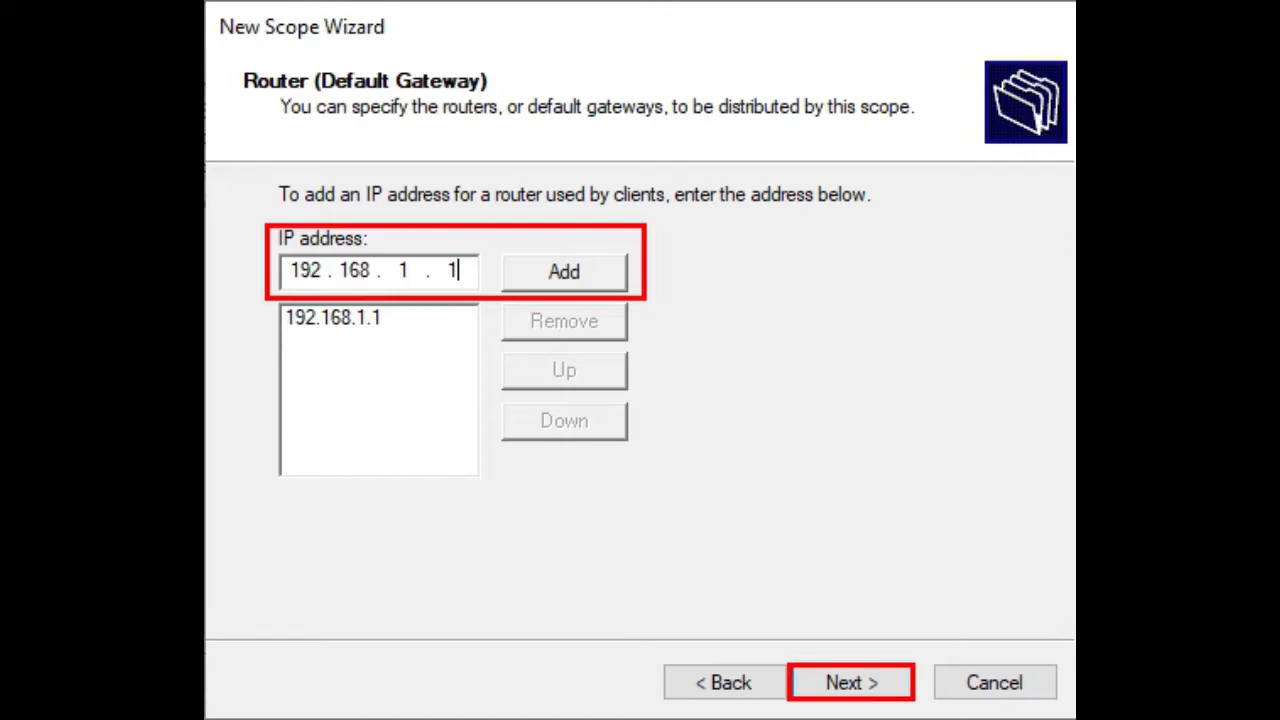 New Scope Wizard
Router (Default Gateway)
You can specify the routers, or default gateways, to be distributed by this scope.
To add an IP address for a router used by clients, enter the address below.
IP address:
192 . 168 . 1 . 1 Add
192.168.1.1 Remove
Up
Down
< Back Next > Cancel